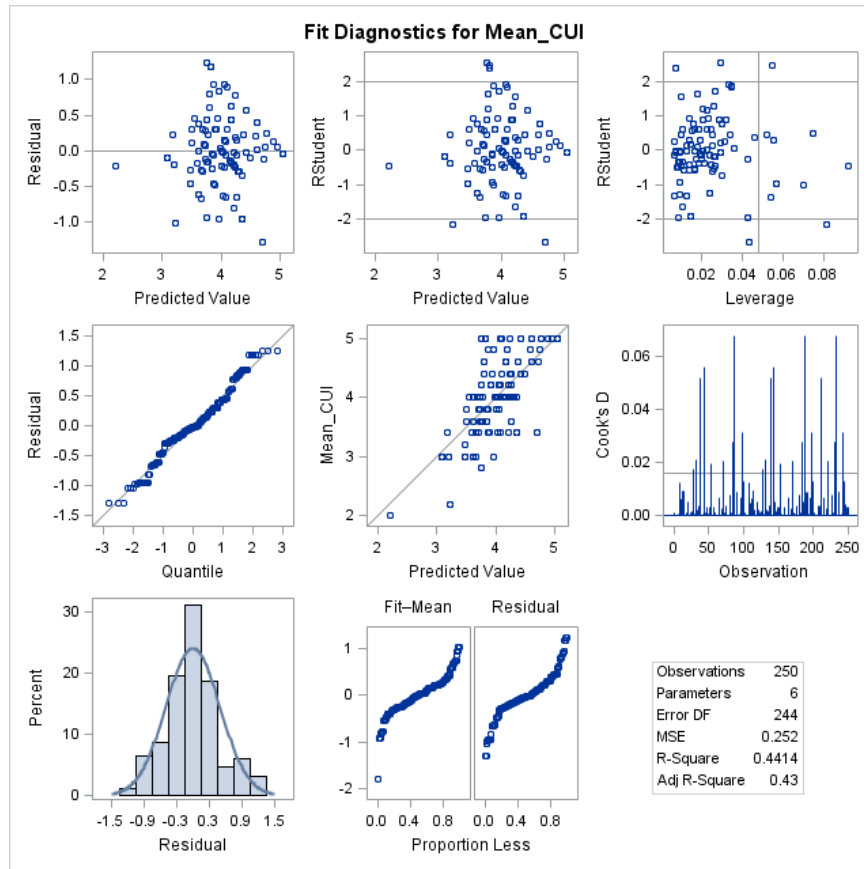 Fit Diagnostics for Mean_CUI
1.0
0.5
0.0
-0.5
-1.0
Residual
2 3 4 5
Predicted Value
2
1
0
-1
-2
RStudent
2 3 4 5
Predicted Value
2
1
0
-1
-2
RStudent
0.02 0.04 0.06 0.08
Leverage
1.5
1.0
0.5
0.0
-0.5
-1.0
-1.5
Residual
-3 -2 -1 0 1 2 3
Quantile
5
4
3
2
Mean_CUI
2 3 4 5
Predicted Value
0.06
0.04
0.02
0.00
Cook's D
0 50 100 150 200 250
Observation
30
20
10
0
Percent
-1.5 -0.9 -0.3 0.3 0.9 1.5
Residual
Fit–Mean Residual
1
0
-1
-2
0.0 0.4 0.8 0.0 0.4 0.8
Proportion Less
Observations 250
Parameters 6
Error DF 244
MSE 0.252
R-Square 0.4414
Adj R-Square 0.43